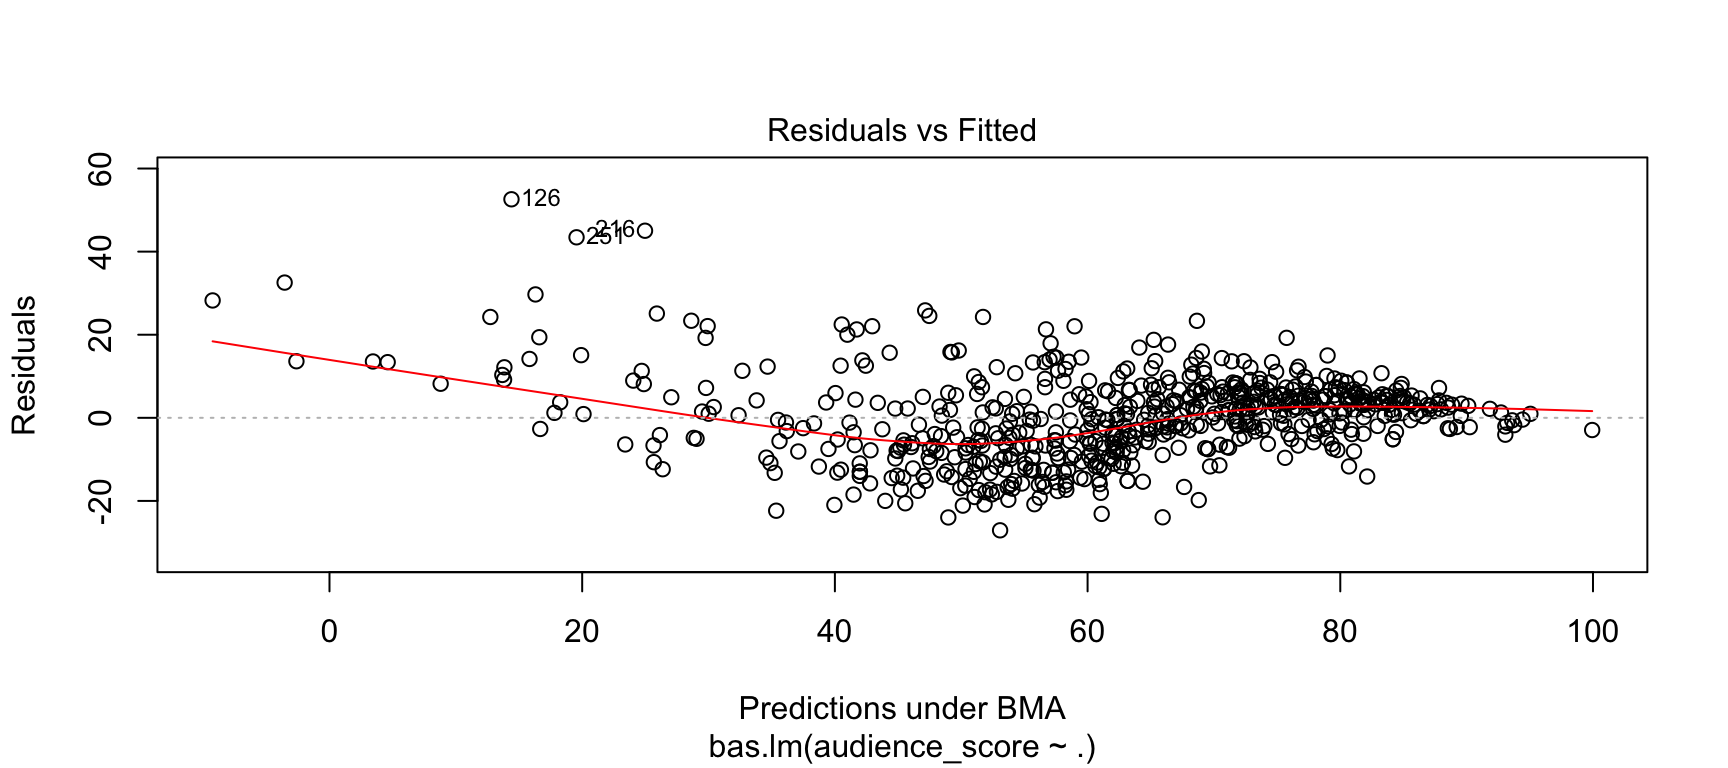 Residuals vs Fitted
Residuals
60
40
20
0
-20
126
216
251
0 20 40 60 80 100
Predictions under BMA
bas.lm(audience_score ~ .)